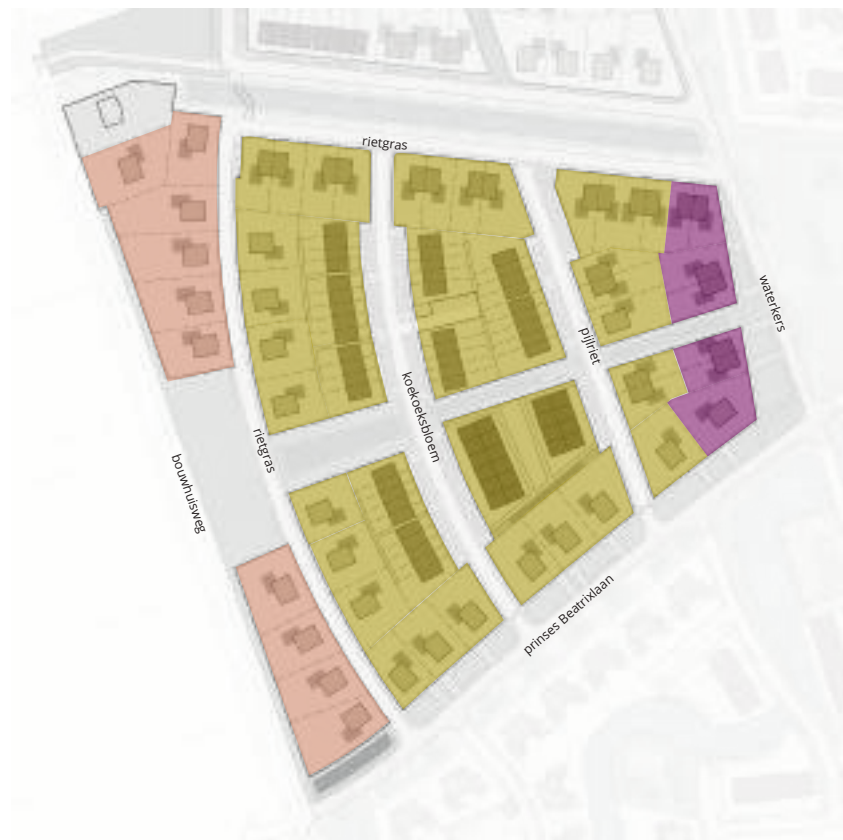 rietgras
waterkers
pijlriet
koekoeksbloem
rietgras
bouwhuisweg
prinses Beatrixlaan